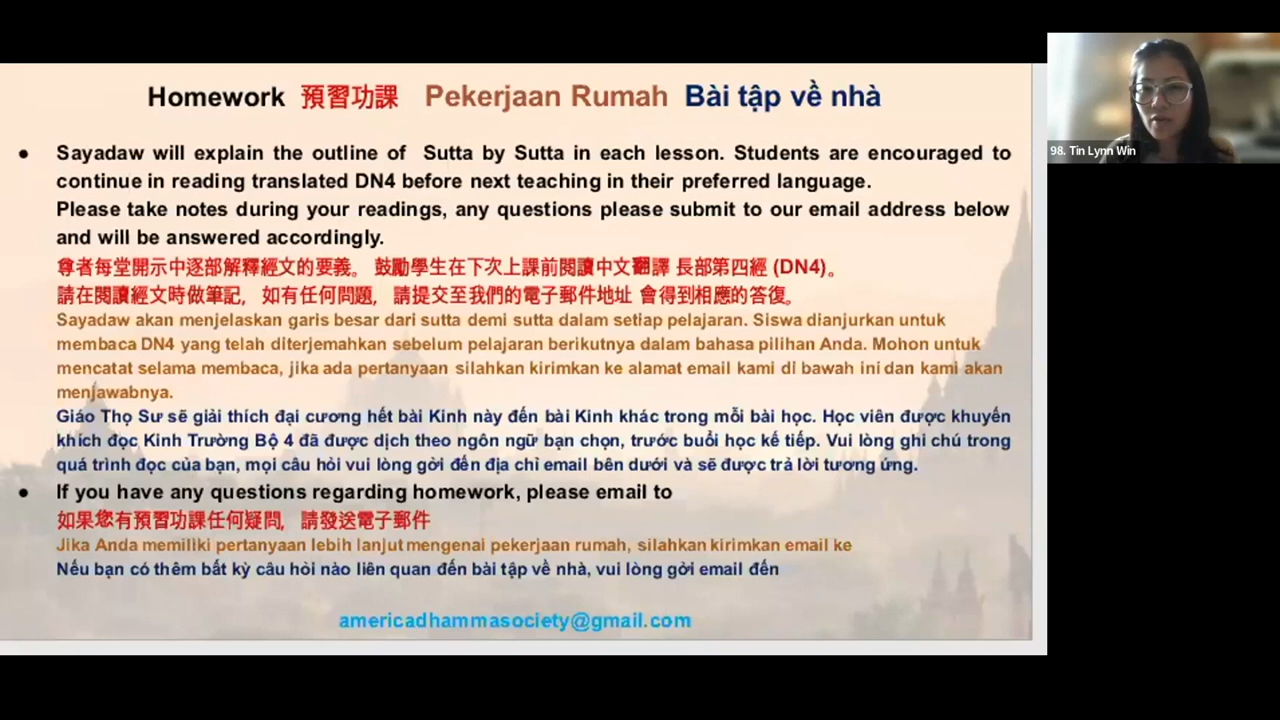 Homework 預習功課 Pekerjaan Rumah Bài tập về nhà
● Sayadaw will explain the outline of Sutta by Sutta in each lesson. Students are encouraged to
continue in reading translated DN4 before next teaching in their preferred language.
Please take notes during your readings, any questions please submit to our email address below
and will be answered accordingly.
尊者每堂開示中逐部解釋經文的要義。 鼓勵學生在下次上課前閱讀中文翻譯 長部第四經 (DN4)。
請在閱讀經文時做筆記, 如有任何問題, 請提交至我們的電子郵件地址 會得到相應的答復。
Sayadaw akan menjelaskan garis besar dari sutta demi sutta dalam setiap pelajaran. Siswa dianjurkan untuk
membaca DN4 yang telah diterjemahkan sebelum pelajaran berikutnya dalam bahasa pilihan Anda. Mohon untuk
mencatat selama membaca, jika ada pertanyaan silahkan kirimkan ke alamat email kami di bawah ini dan kami akan
menjawabnya.
Giáo Thọ Sư sẽ giải thích đại cương hết bài Kinh này đến bài Kinh khác trong mỗi bài học. Học viên được khuyến
khích đọc Kinh Trường Bộ 4 đã được dịch theo ngôn ngữ bạn chọn, trước buổi học kế tiếp. Vui lòng ghi chú trong
quá trình đọc của bạn, mọi câu hỏi vui lòng gởi đến địa chỉ email bên dưới và sẽ được trả lời tương ứng.
● If you have any questions regarding homework, please email to
如果您有預習功課任何疑問, 請發送電子郵件
Jika Anda memiliki pertanyaan lebih lanjut mengenai pekerjaan rumah, silahkan kirimkan email ke
Nếu bạn có thêm bất kỳ câu hỏi nào liên quan đến bài tập về nhà, vui lòng gởi email đến
americadhammasociety@gmail.com
98. Tin Lynn Win